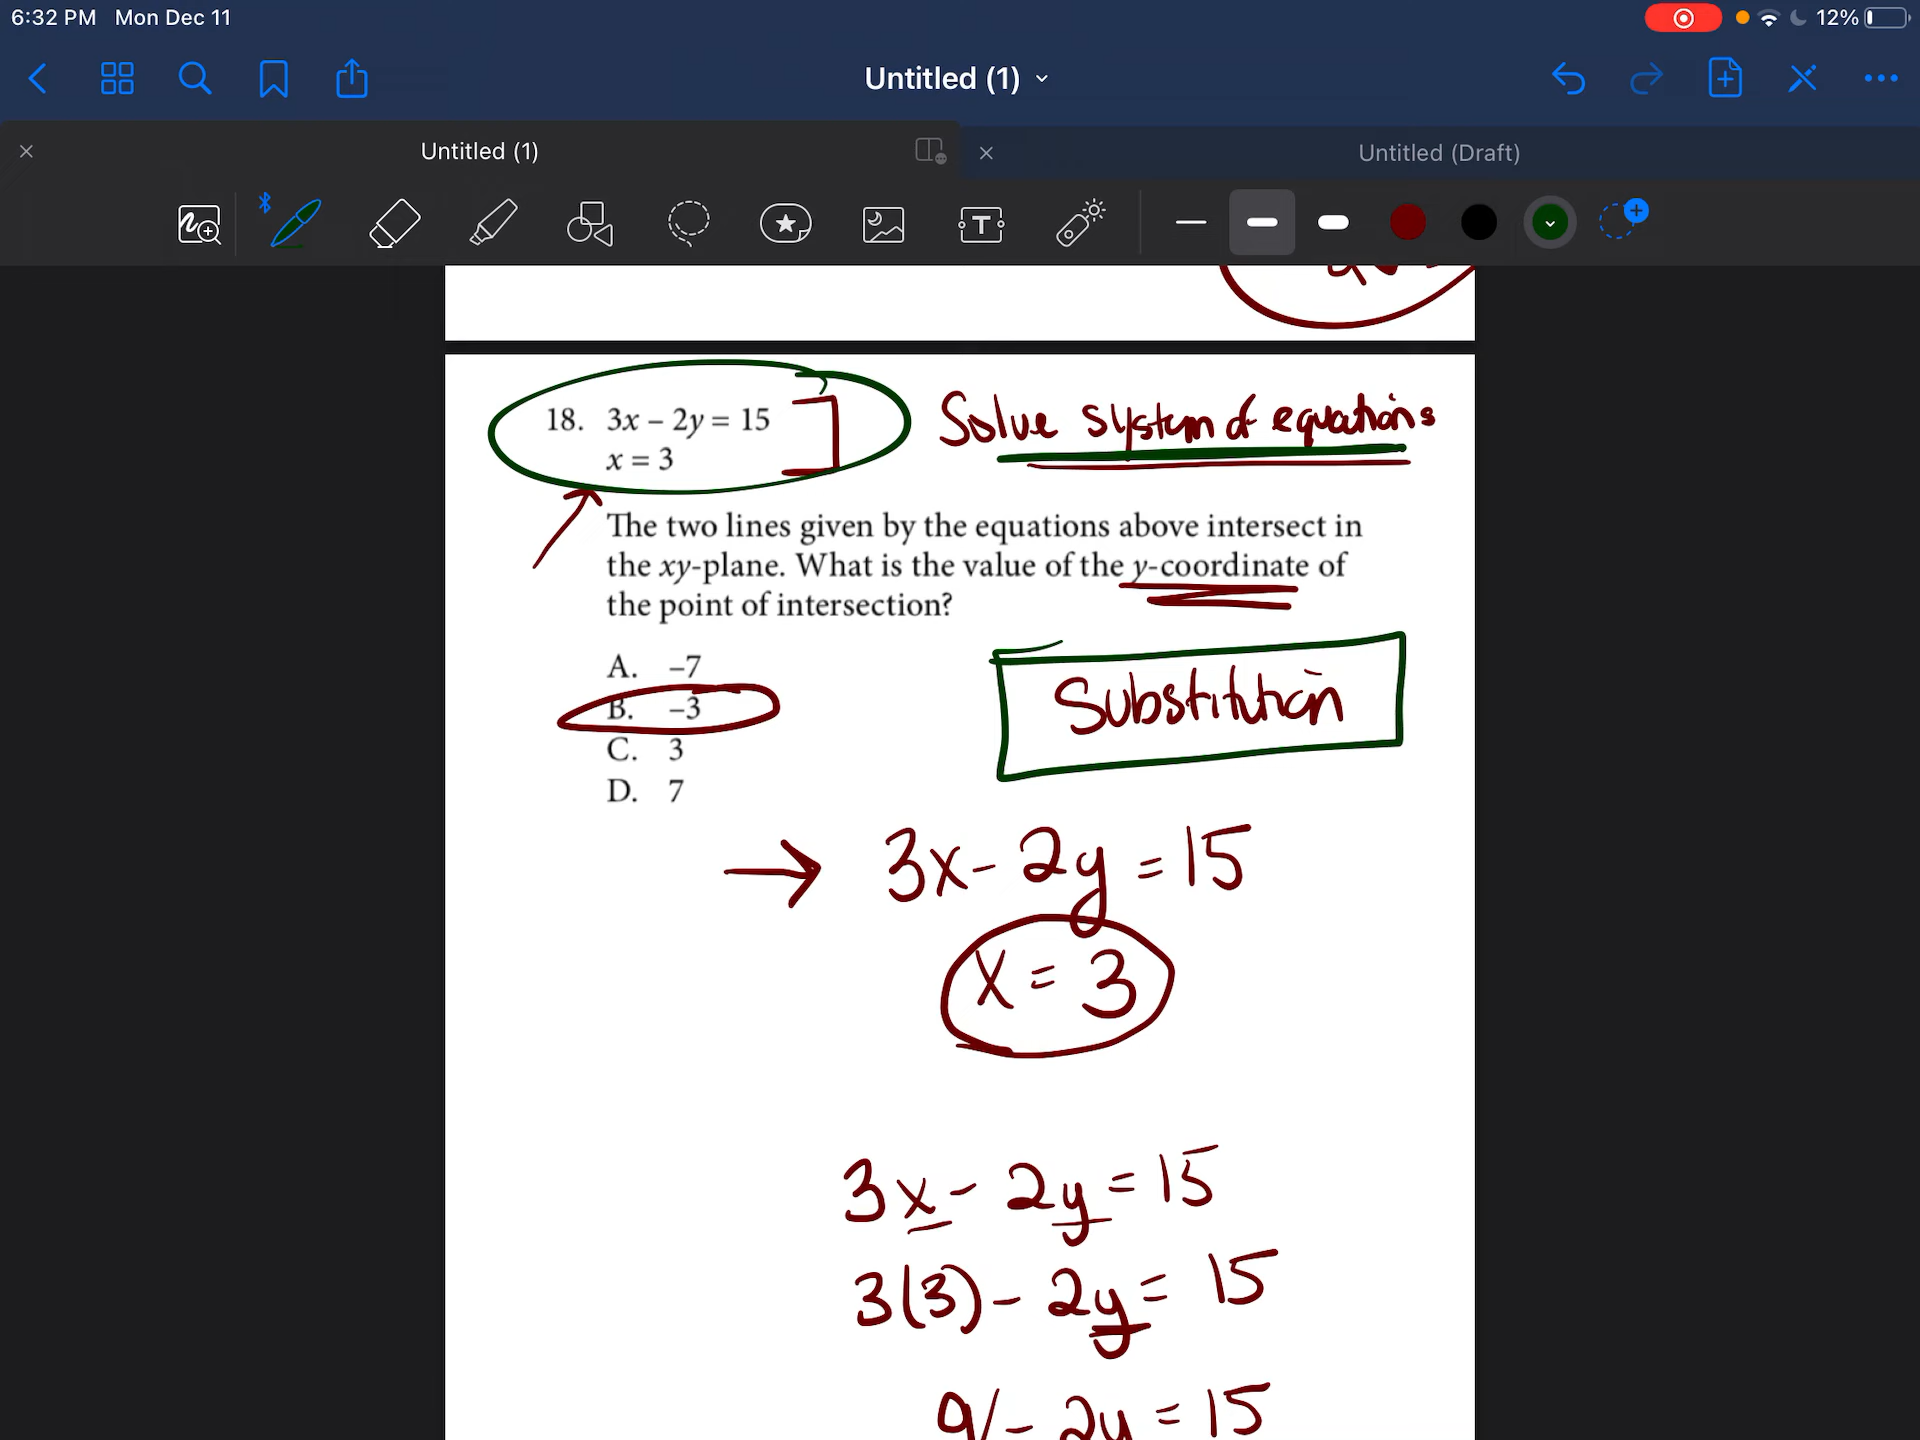 6:32 PM Mon Dec 11
12%
Untitled (1)
Untitled (1)
Untitled (Draft)
T
18. 3x – 2y = 15
x = 3
Solve system of equations
The two lines given by the equations above intersect in
the xy-plane. What is the value of the y-coordinate of
the point of intersection?
A. –7
B. –3
C. 3
D. 7
Substitution
→ 3x - 2y = 15
x = 3
3x - 2y = 15
3(3) - 2y = 15
9 - 2y = 15